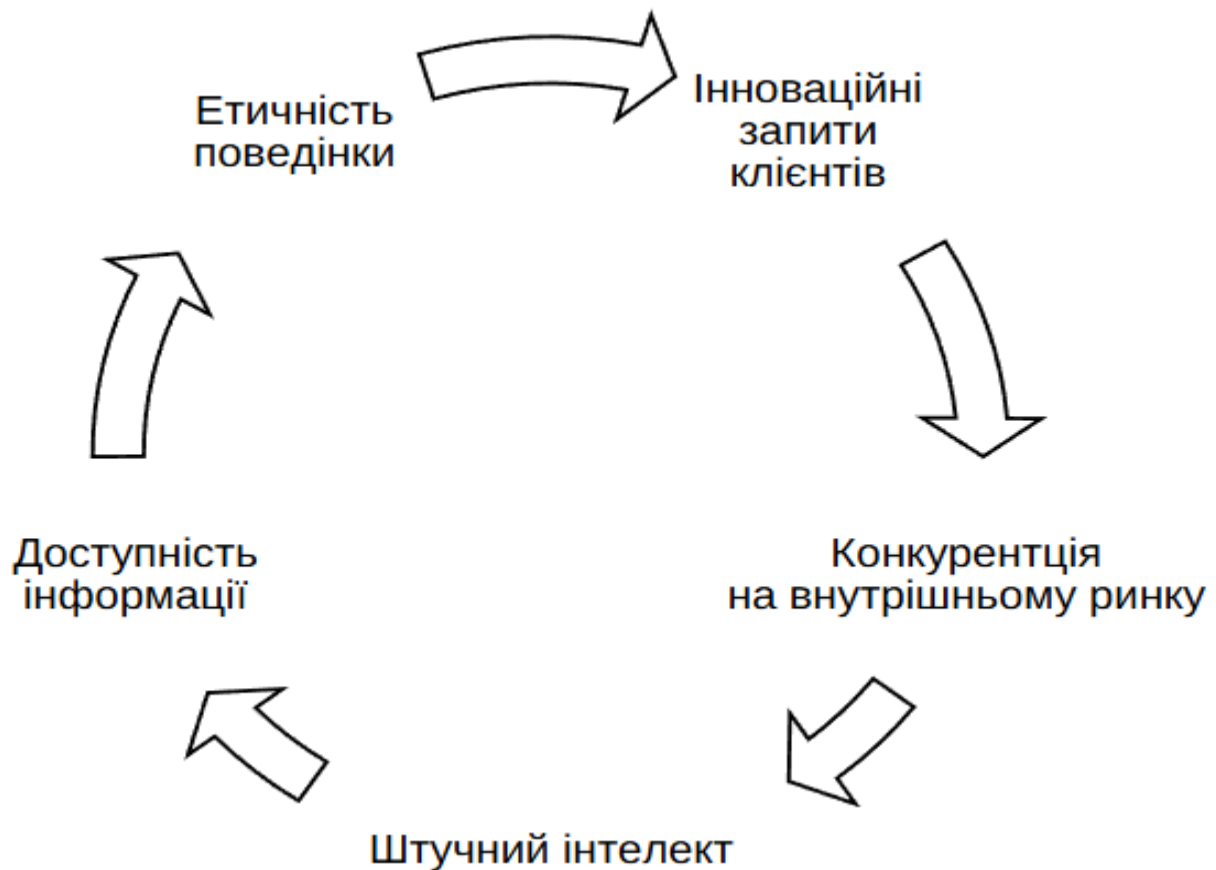 Етичність
поведінки
Інноваційні
запити
клієнтів
Доступність
інформації
Конкурентція
на внутрішньому ринку
Штучний інтелект